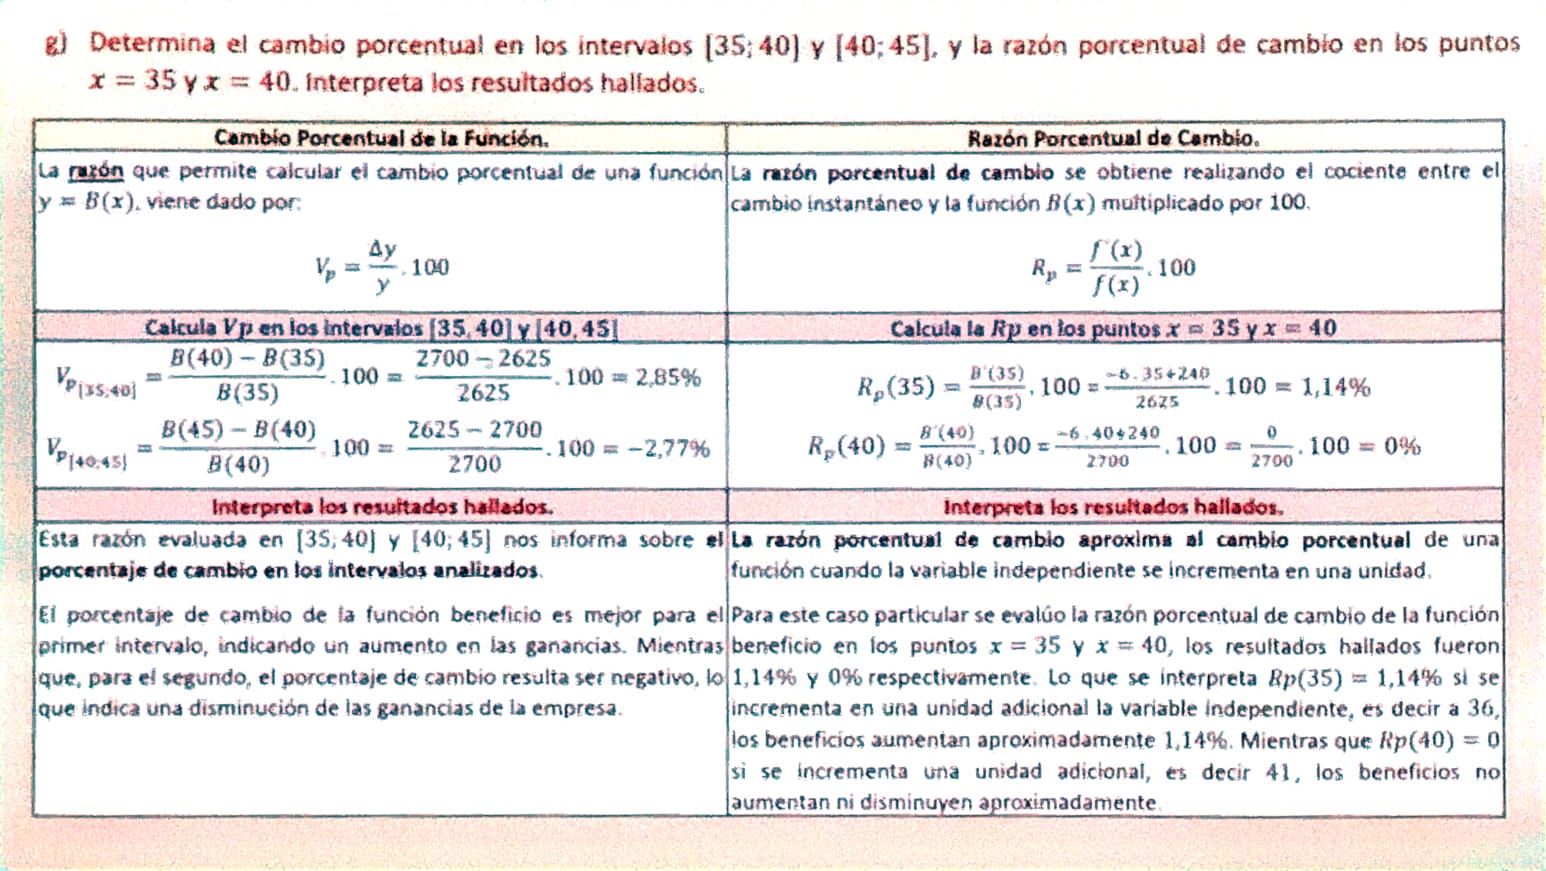 g) Determina el cambio porcentual en los intervalos [35; 40] y [40; 45], y la razón porcentual de cambio en los puntos
x = 35 y x = 40. Interpreta los resultados hallados.
Cambio Porcentual de la Función.
La razón que permite calcular el cambio porcentual de una función
y = B(x), viene dado por:
V_p = Δy/y . 100
Razón Porcentual de Cambio.
La razón porcentual de cambio se obtiene realizando el cociente entre el
cambio instantáneo y la función B(x) multiplicado por 100.
R_p = f´(x)/f(x) . 100
Calcula Vp en los intervalos [35, 40] y [40, 45]
V_p[35;40] = B(40) − B(35)/B(35) . 100 = 2700 − 2625/2625 . 100 = 2,85%
V_p[40;45] = B(45) − B(40)/B(40) . 100 = 2625 − 2700/2700 . 100 = −2,77%
Calcula la Rp en los puntos x = 35 y x = 40
R_p(35) = B´(35)/B(35) . 100 = −6 . 35+240/2625 . 100 = 1,14%
R_p(40) = B´(40)/B(40) . 100 = −6 . 40+240/2700 . 100 = 0/2700 . 100 = 0%
Interpreta los resultados hallados.
Esta razón evaluada en [35; 40] y [40; 45] nos informa sobre el
porcentaje de cambio en los intervalos analizados.
El porcentaje de cambio de la función beneficio es mejor para el
primer intervalo, indicando un aumento en las ganancias. Mientras
que, para el segundo, el porcentaje de cambio resulta ser negativo, lo
que indica una disminución de las ganancias de la empresa.
Interpreta los resultados hallados.
La razón porcentual de cambio aproxima al cambio porcentual de una
función cuando la variable independiente se incrementa en una unidad.
Para este caso particular se evalúo la razón porcentual de cambio de la función
beneficio en los puntos x = 35 y x = 40, los resultados hallados fueron
1,14% y 0% respectivamente. Lo que se interpreta Rp(35) = 1,14% si se
incrementa en una unidad adicional la variable independiente, es decir a 36,
los beneficios aumentan aproximadamente 1,14%. Mientras que Rp(40) = 0
si se incrementa una unidad adicional, es decir 41, los beneficios no
aumentan ni disminuyen aproximadamente.